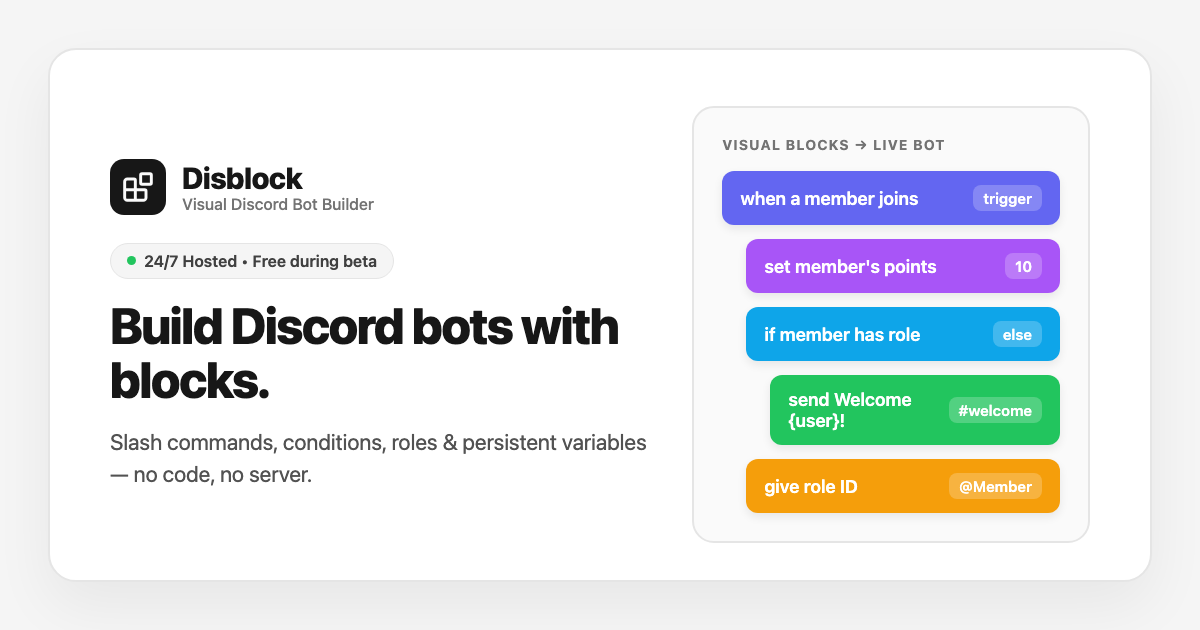 Disblock
Visual Discord Bot Builder
24/7 Hosted • Free during beta
Build Discord bots with
blocks.
Slash commands, conditions, roles & persistent variables
— no code, no server.
VISUAL BLOCKS → LIVE BOT
when a member joins trigger
set member's points 10
if member has role else
send Welcome
{user}! #welcome
give role ID @Member